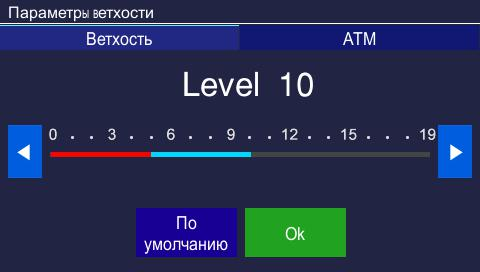 Параметры ветхости
Ветхость ATM
Level 10
0 . . 3 . . 6 . . 9 . . 12 . . 15 . . . 19
По
умолчанию
Ok